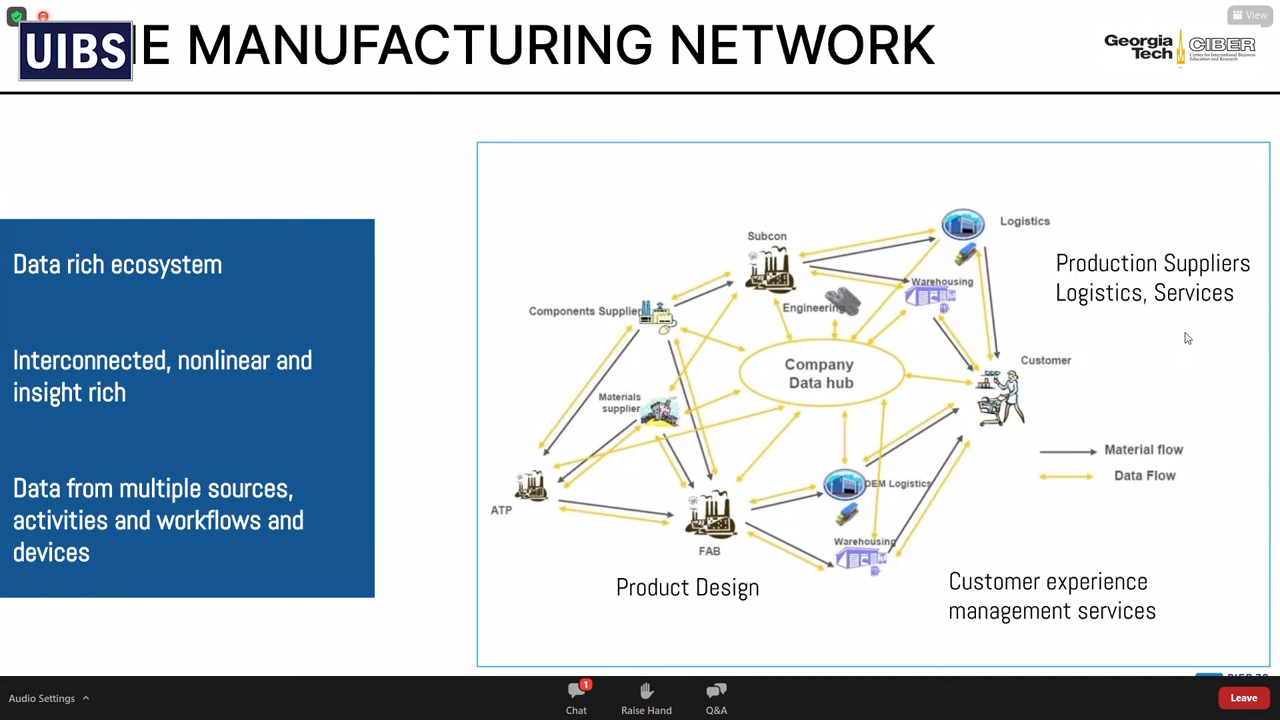 View
UIBS
E MANUFACTURING NETWORK
Georgia
Tech
CIBER
Center for International Business
Education and Research
Data rich ecosystem
Interconnected, nonlinear and
insight rich
Data from multiple sources,
activities and workflows and
devices
Logistics
Subcon
Production Suppliers
Logistics, Services
Warehousing
Components Supplier
Engineering
Company
Data hub
Customer
Materials
supplier
Material flow
Data Flow
OEM Logistics
ATP
FAB
Warehousing
Product Design
Customer experience
management services
Audio Settings
1
Chat
Raise Hand
Q&A
Leave